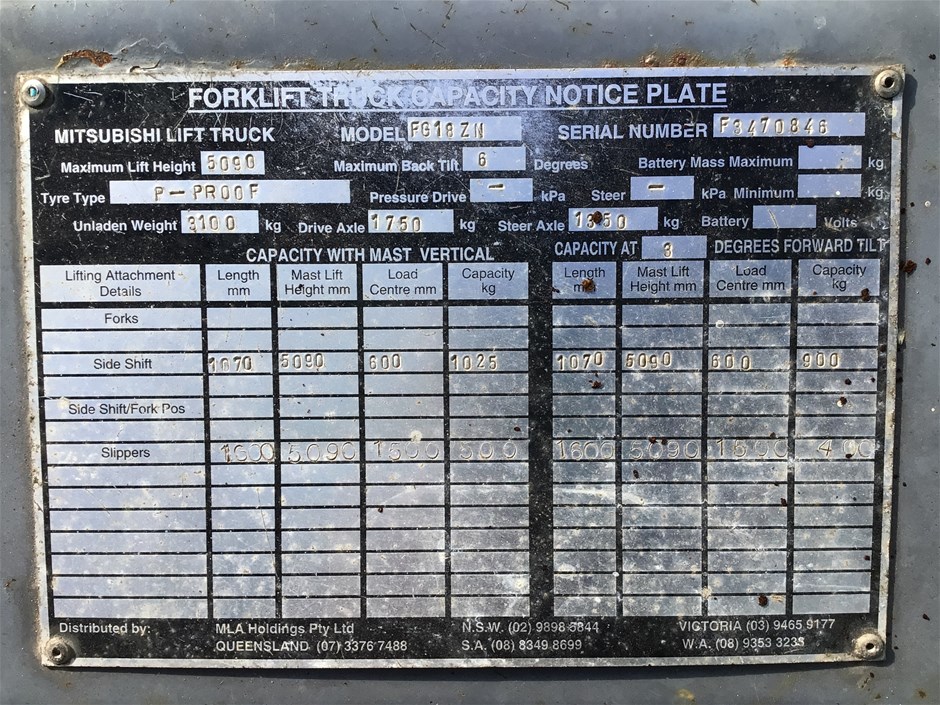 FORKLIFT TRUCK CAPACITY NOTICE PLATE
MITSUBISHI LIFT TRUCK MODEL FG18ZN SERIAL NUMBER F3470846
Maximum Lift Height 5090 Maximum Back Tilt 6 Degrees Battery Mass Maximum kg
Tyre Type P-PROOF Pressure Drive - kPa Steer - kPa Minimum kg
Unladen Weight 3100 kg Drive Axle 1750 kg Steer Axle 1350 kg Battery Volts
CAPACITY WITH MAST VERTICAL CAPACITY AT 3 DEGREES FORWARD TILT
Lifting Attachment Length Mast Lift Load Capacity Length Mast Lift Load Capacity
Details mm Height mm Centre mm kg mm Height mm Centre mm kg
Forks
Side Shift 1070 5090 600 1025 1070 5090 600 900
Side Shift/Fork Pos
Slippers 1600 5090 1500 1600 5090 400
Distributed by: MLA Holdings Pty Ltd N.S.W. (02) 9898 5844 VICTORIA (03) 9465 9177
QUEENSLAND (07) 3376 7488 S.A. (08) 8349 8699 W.A. (08) 9353 3233